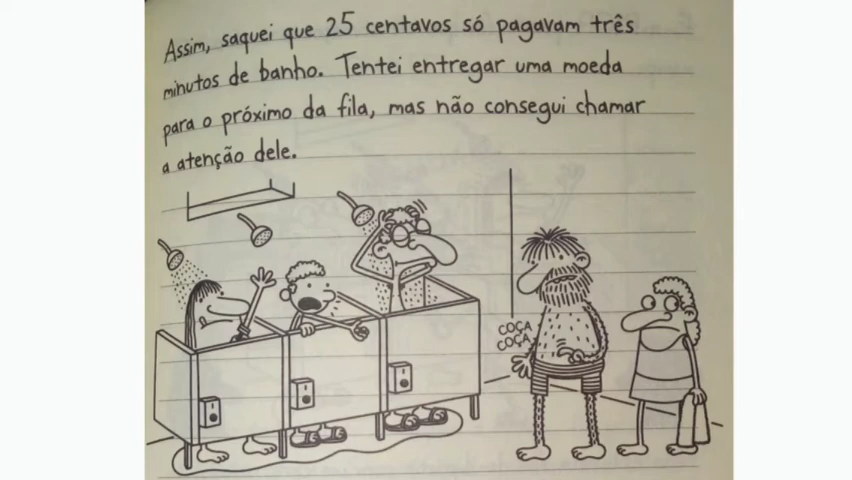 Assim, saquei que 25 centavos só pagavam três
minutos de banho. Tentei entregar uma moeda
para o próximo da fila, mas não consegui chamar
a atenção dele.
COÇA
COÇA